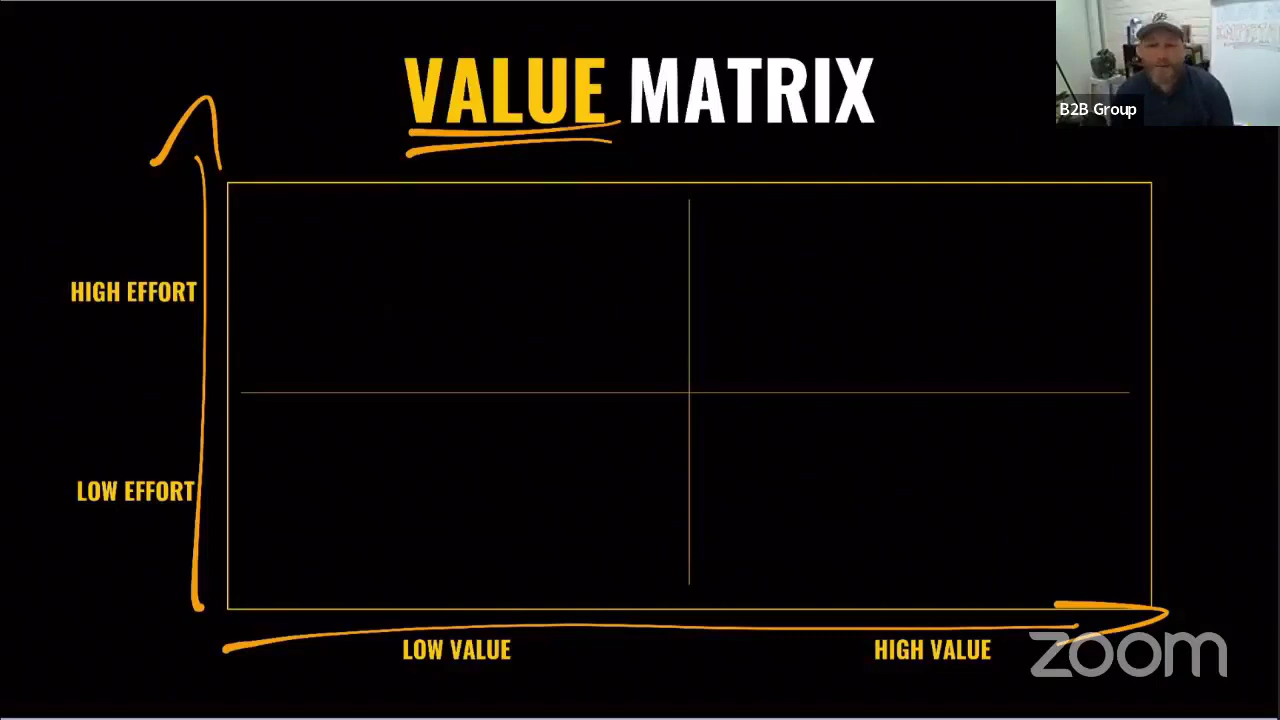 VALUE MATRIX
B2B Group
HIGH EFFORT
LOW EFFORT
LOW VALUE
HIGH VALUE
zoom